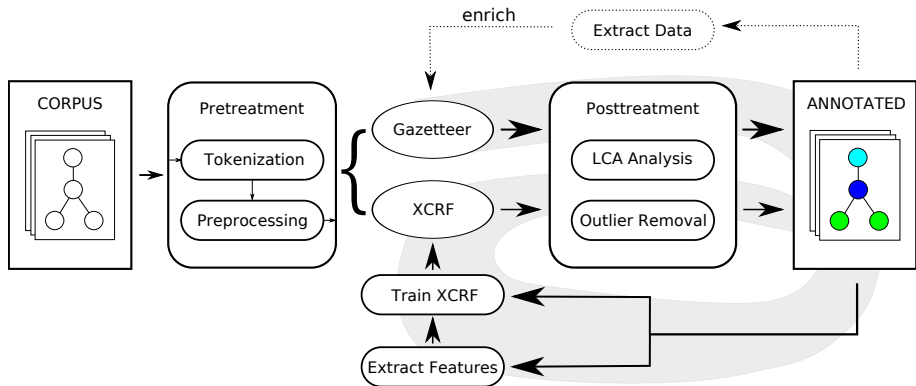 enrich
Extract Data
CORPUS
Pretreatment
Tokenization
Preprocessing
Gazetteer
XCRF
Posttreatment
LCA Analysis
Outlier Removal
ANNOTATED
Train XCRF
Extract Features